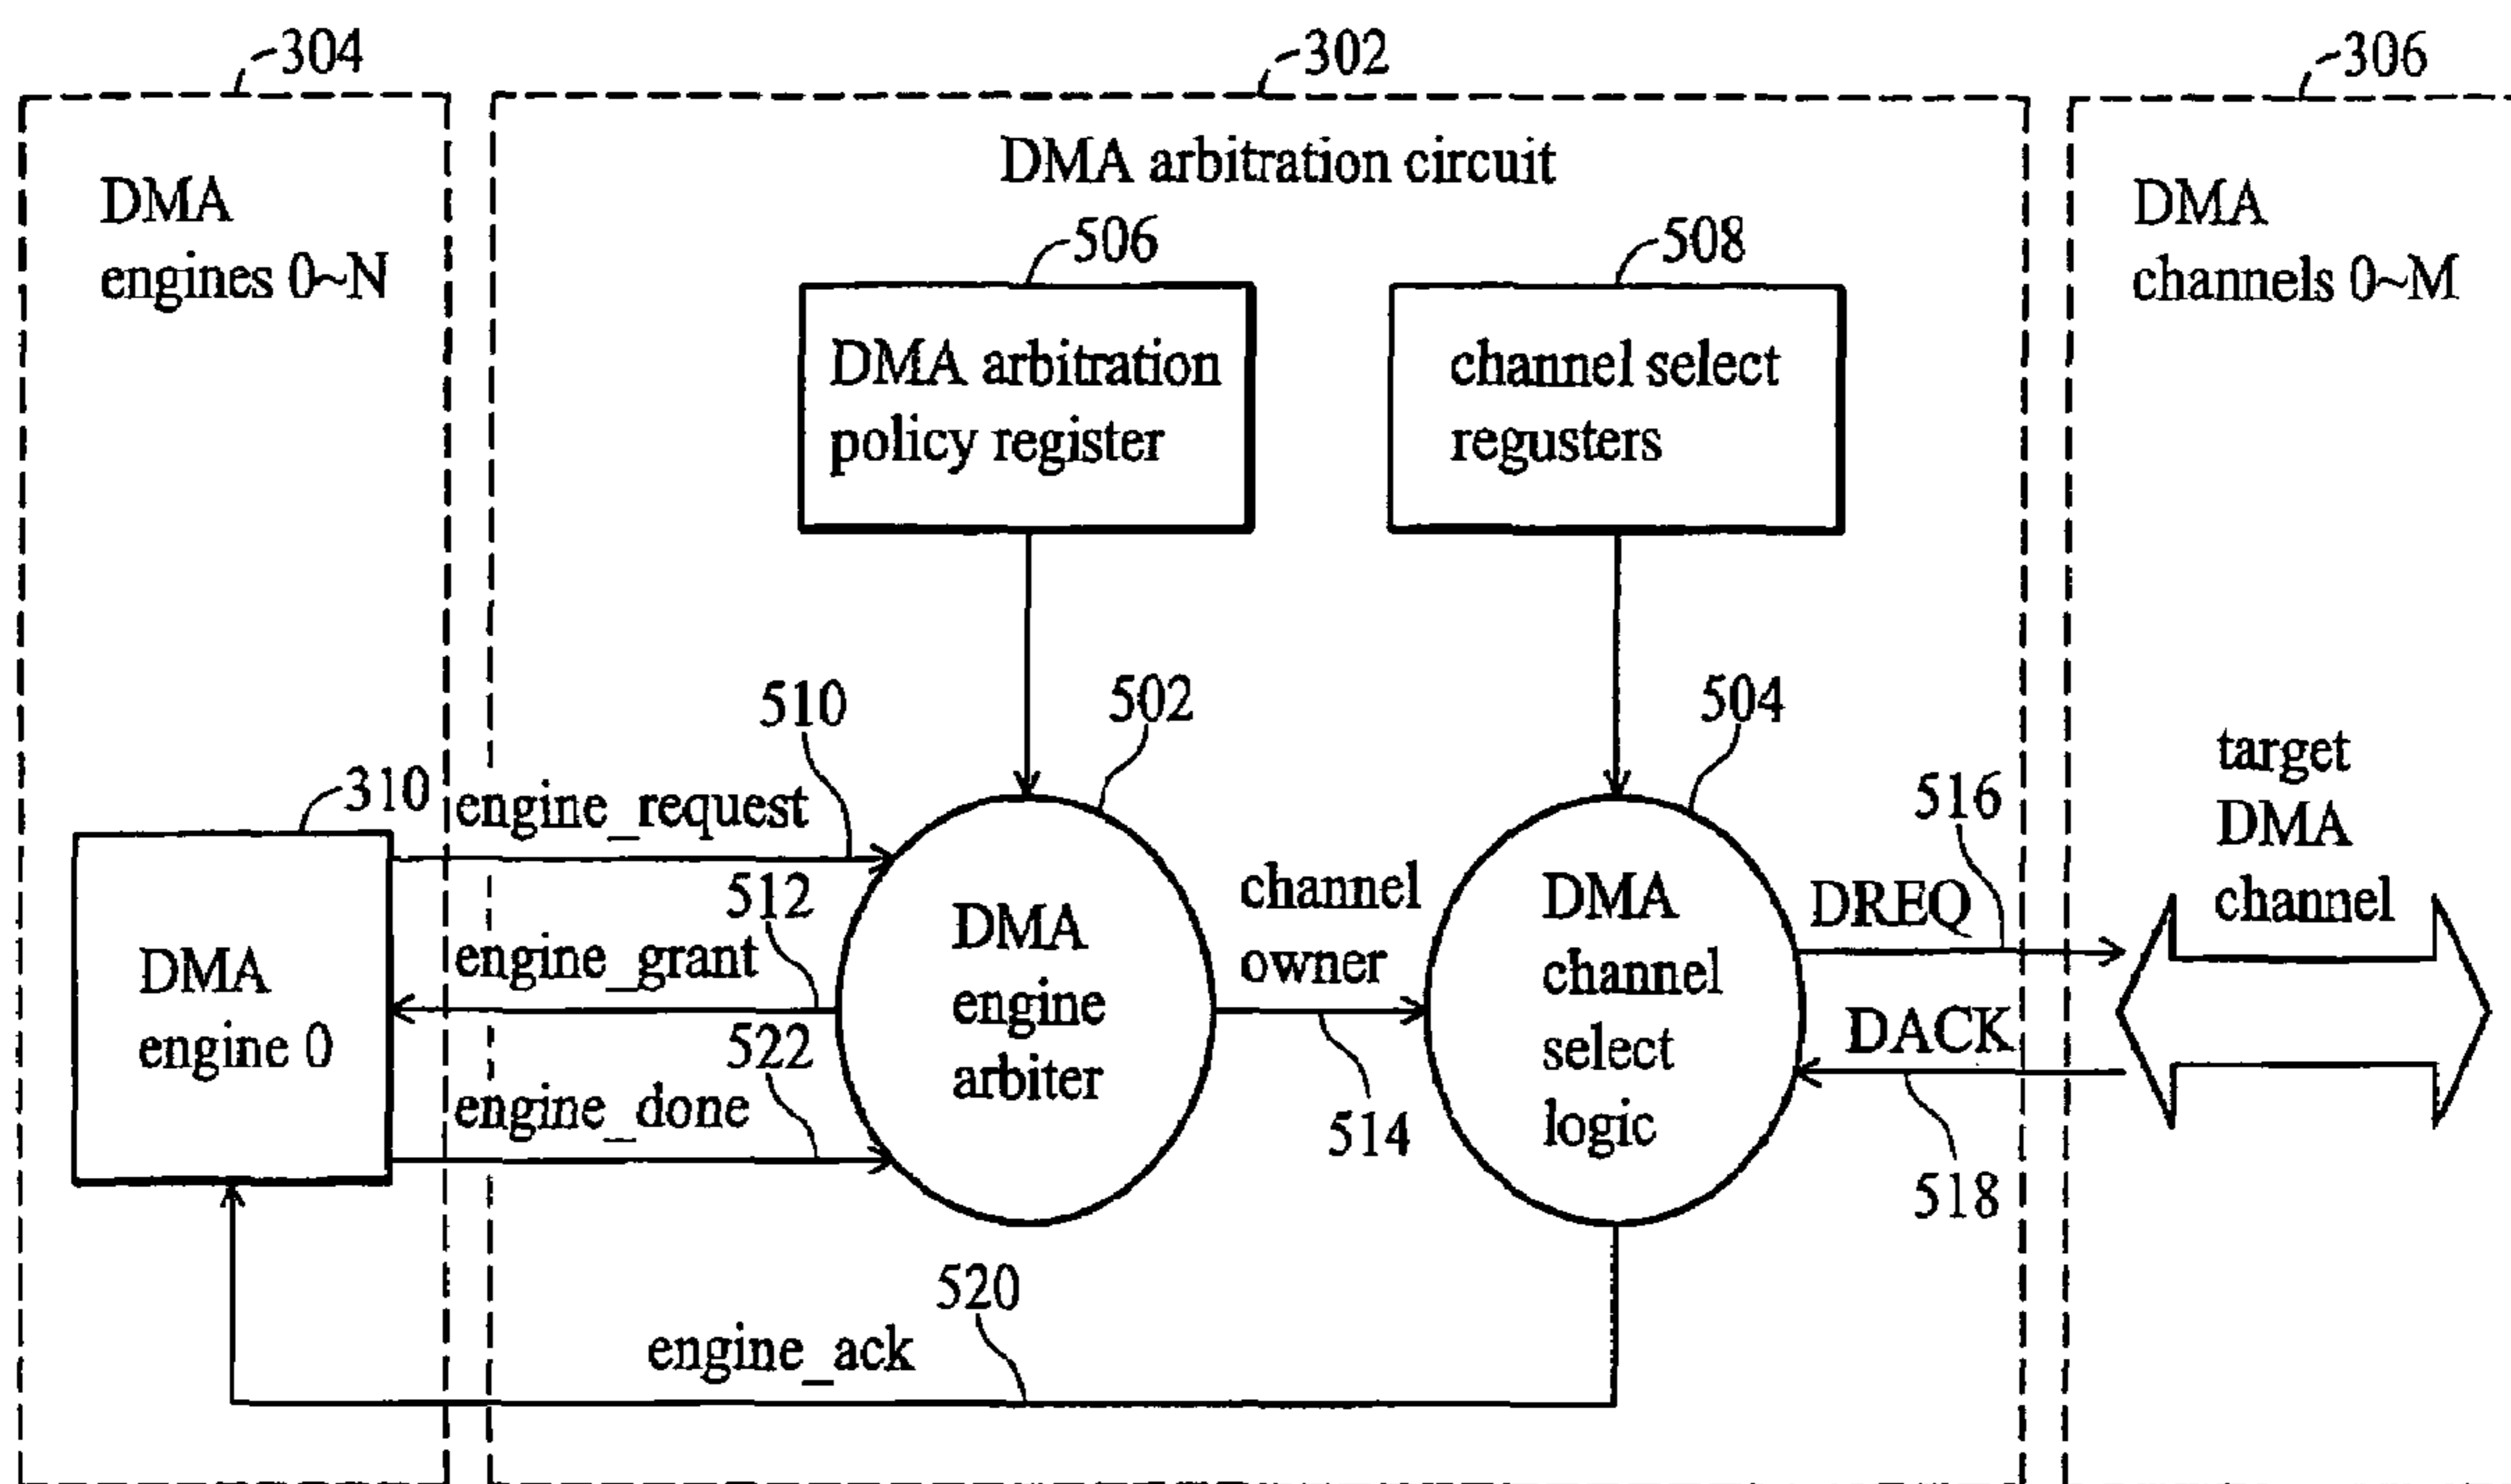 304
302
306
DMA
engines 0~N
DMA arbitration circuit
DMA
channels 0~M
506
508
DMA arbitration
policy register
channel select
regusters
510
502
504
516
target
DMA
channel
310
engine_request
512
engine_grant
522
engine_done
DMA
engine 0
DMA
engine
arbiter
channel
owner
514
DMA
channel
select
logic
DREQ
DACK
518
520
engine_ack